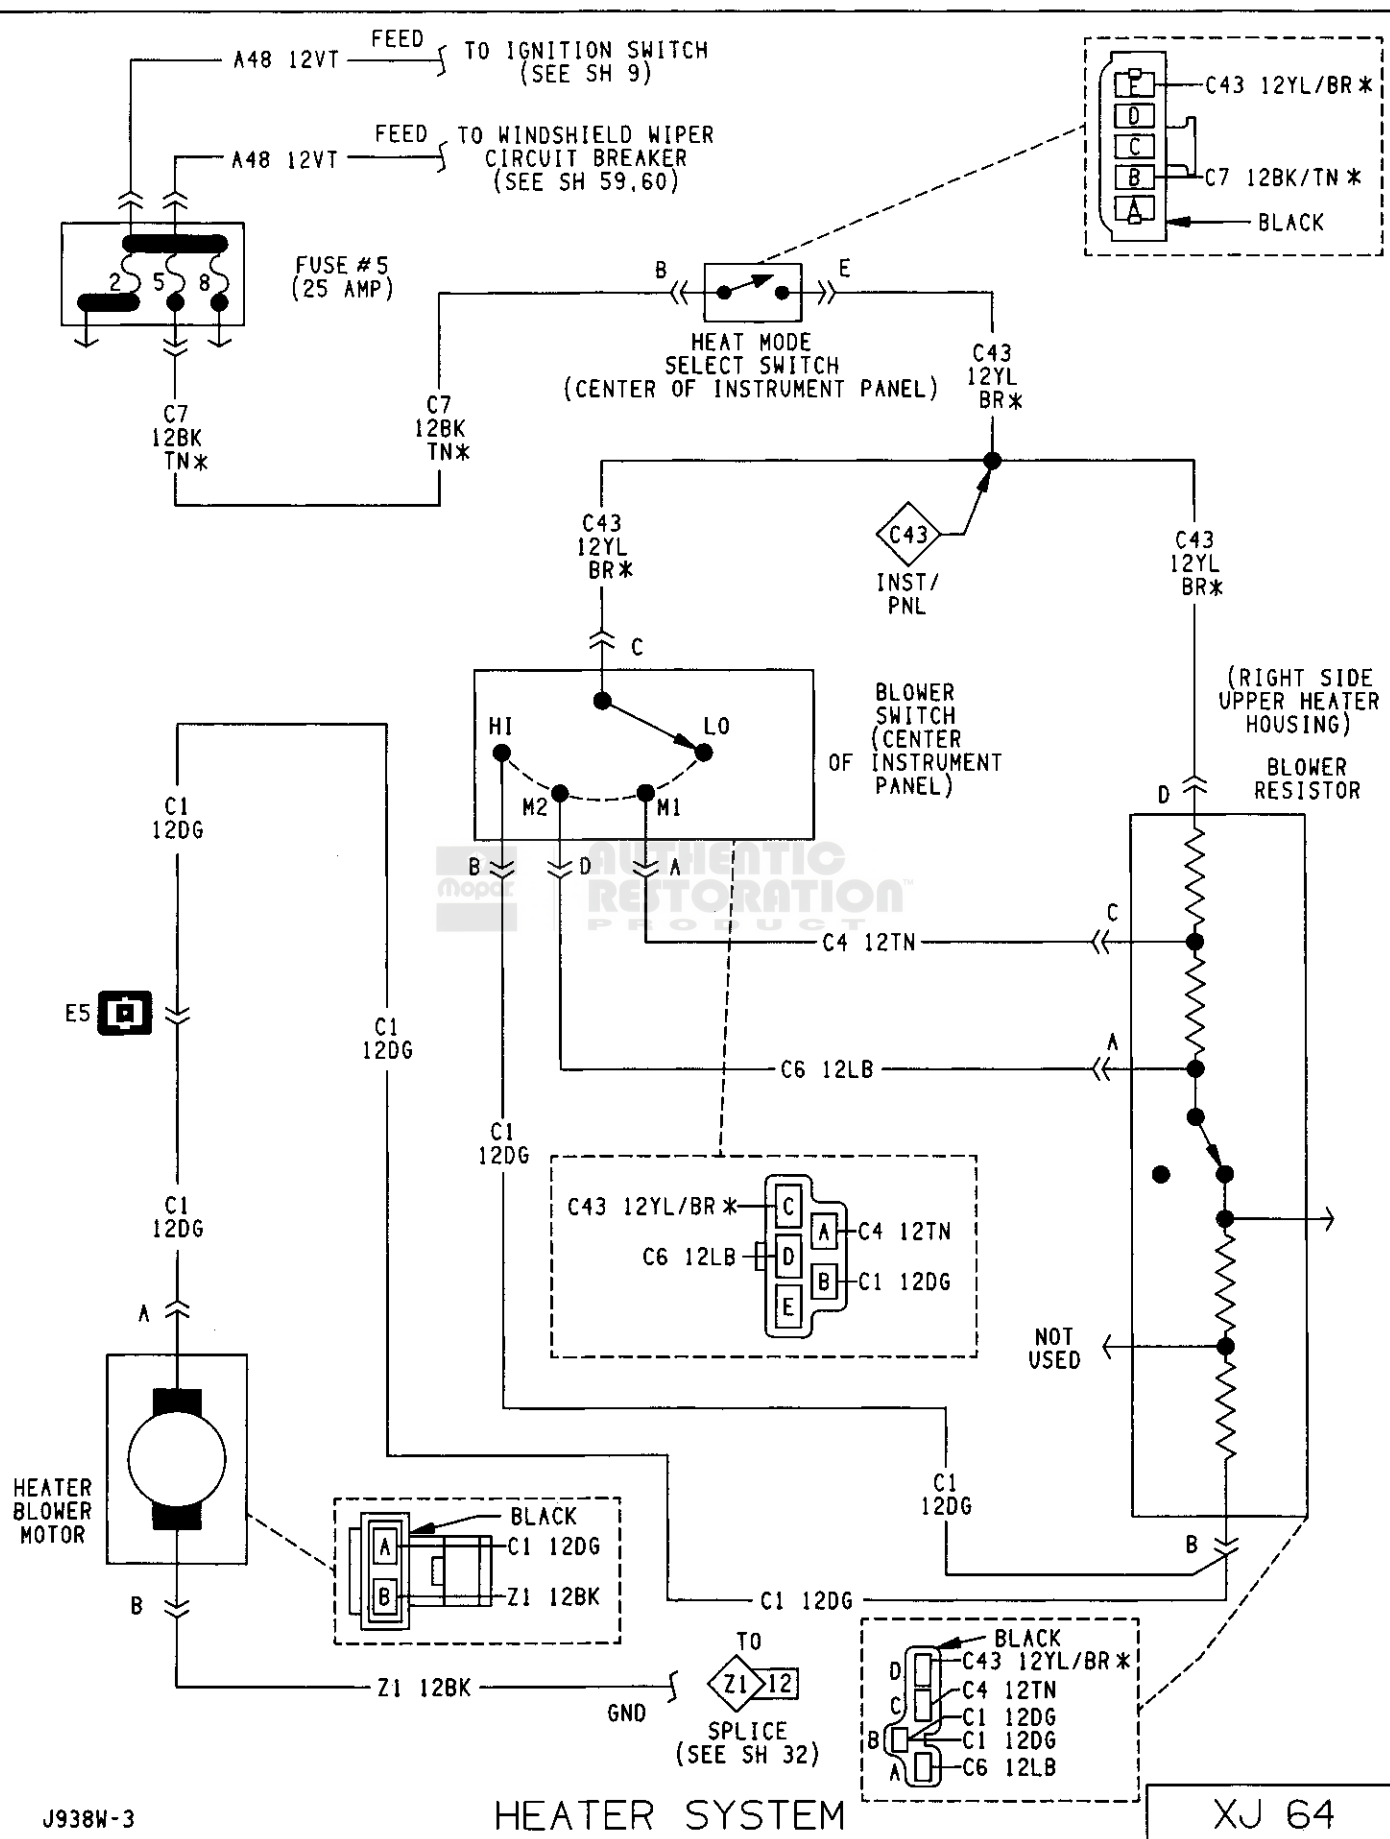 A48 12VT
FEED
TO IGNITION SWITCH
(SEE SH 9)
A48 12VT
FEED
TO WINDSHIELD WIPER
CIRCUIT BREAKER
(SEE SH 59,60)
E
D
C
B
A
C43 12YL/BR*
C7 12BK/TN*
BLACK
2
5
8
FUSE #5
(25 AMP)
B
E
HEAT MODE
SELECT SWITCH
(CENTER OF INSTRUMENT PANEL)
C43
12YL
BR*
C7
12BK
TN*
C7
12BK
TN*
C43
12YL
BR*
C43
INST/
PNL
C43
12YL
BR*
C
HI
LO
M2
M1
BLOWER
SWITCH
(CENTER
OF INSTRUMENT
PANEL)
(RIGHT SIDE
UPPER HEATER
HOUSING)
BLOWER
RESISTOR
D
C1
12DG
B
D
A
Mopar
AUTHENTIC
RESTORATION™
PRODUCT
C4 12TN
C
E5
C1
12DG
C6 12LB
A
C1
12DG
C1
12DG
C43 12YL/BR*
C6 12LB
C
D
E
A
B
C4 12TN
C1 12DG
A
NOT
USED
HEATER
BLOWER
MOTOR
B
BLACK
A
B
C1 12DG
Z1 12BK
C1
12DG
B
C1 12DG
Z1 12BK
GND
TO
Z1
12
SPLICE
(SEE SH 32)
BLACK
D
C
B
A
C43 12YL/BR*
C4 12TN
C1 12DG
C1 12DG
C6 12LB
J938W-3
HEATER SYSTEM
XJ 64